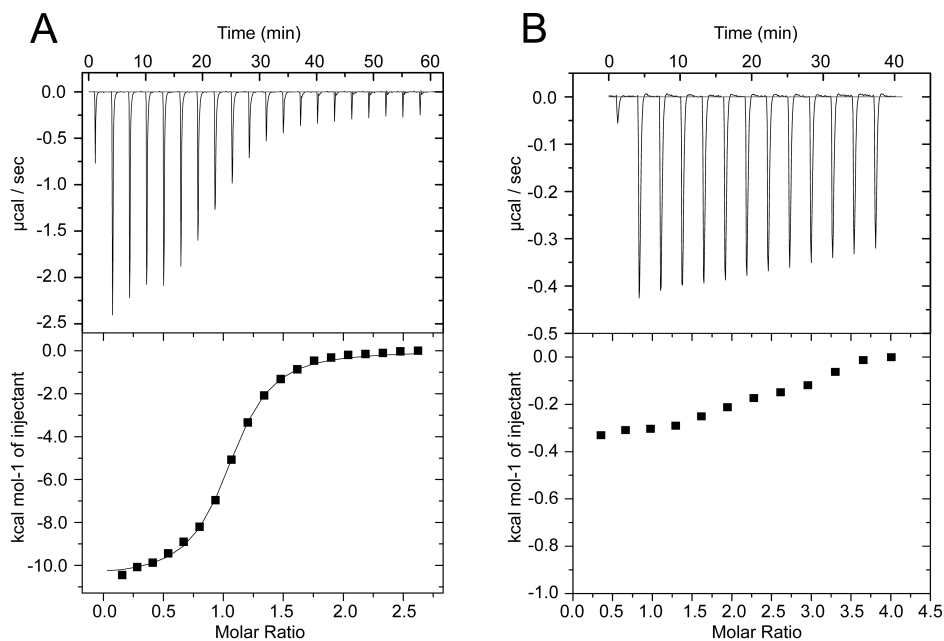 A
Time (min)
0 10 20 30 40 50 60
0.0
-0.5
-1.0
-1.5
-2.0
-2.5
µcal / sec
0.0
-2.0
-4.0
-6.0
-8.0
-10.0
kcal mol-1 of injectant
0.0 0.5 1.0 1.5 2.0 2.5
Molar Ratio
B
Time (min)
0 10 20 30 40
0.0
-0.1
-0.2
-0.3
-0.4
-0.5
µcal / sec
0.0
-0.2
-0.4
-0.6
-0.8
-1.0
kcal mol-1 of injectant
0.0 0.5 1.0 1.5 2.0 2.5 3.0 3.5 4.0 4.5
Molar Ratio